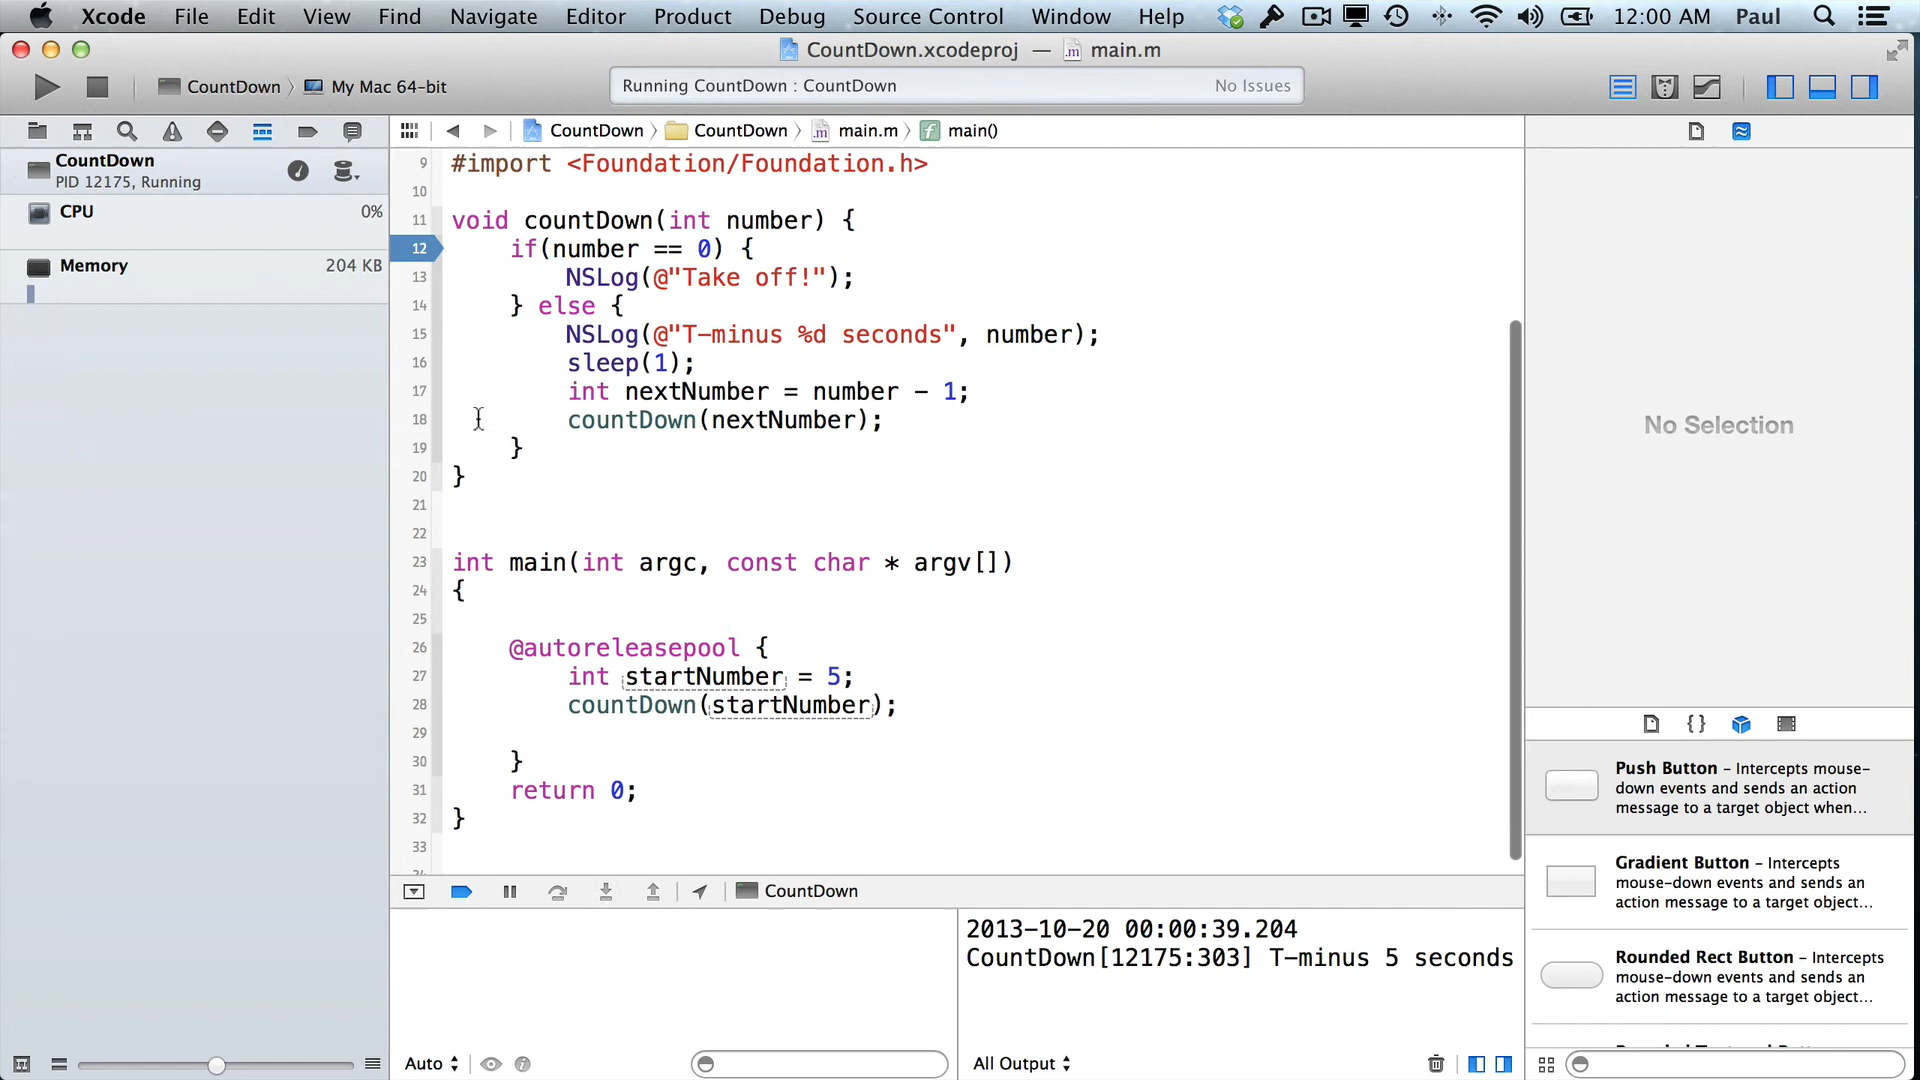 Xcode File Edit View Find Navigate Editor Product Debug Source Control Window Help 12:00 AM Paul
CountDown.xcodeproj — main.m
CountDown My Mac 64-bit
Running CountDown : CountDown No Issues
CountDown CountDown main.m main()
CountDown
PID 12175, Running
CPU 0%
Memory 204 KB
9 #import <Foundation/Foundation.h>
10
11 void countDown(int number) {
12 if(number == 0) {
13 NSLog(@"Take off!");
14 } else {
15 NSLog(@"T-minus %d seconds", number);
16 sleep(1);
17 int nextNumber = number - 1;
18 countDown(nextNumber);
19 }
20 }
21
22
23 int main(int argc, const char * argv[])
24 {
25
26 @autoreleasepool {
27 int startNumber = 5;
28 countDown(startNumber);
29
30 }
31 return 0;
32 }
33
No Selection
Push Button – Intercepts mouse-
down events and sends an action
message to a target object when...
Gradient Button – Intercepts
mouse-down events and sends an
action message to a target object...
Rounded Rect Button – Intercepts
mouse-down events and sends an
action message to a target object...
CountDown
2013-10-20 00:00:39.204
CountDown[12175:303] T-minus 5 seconds
Auto
All Output